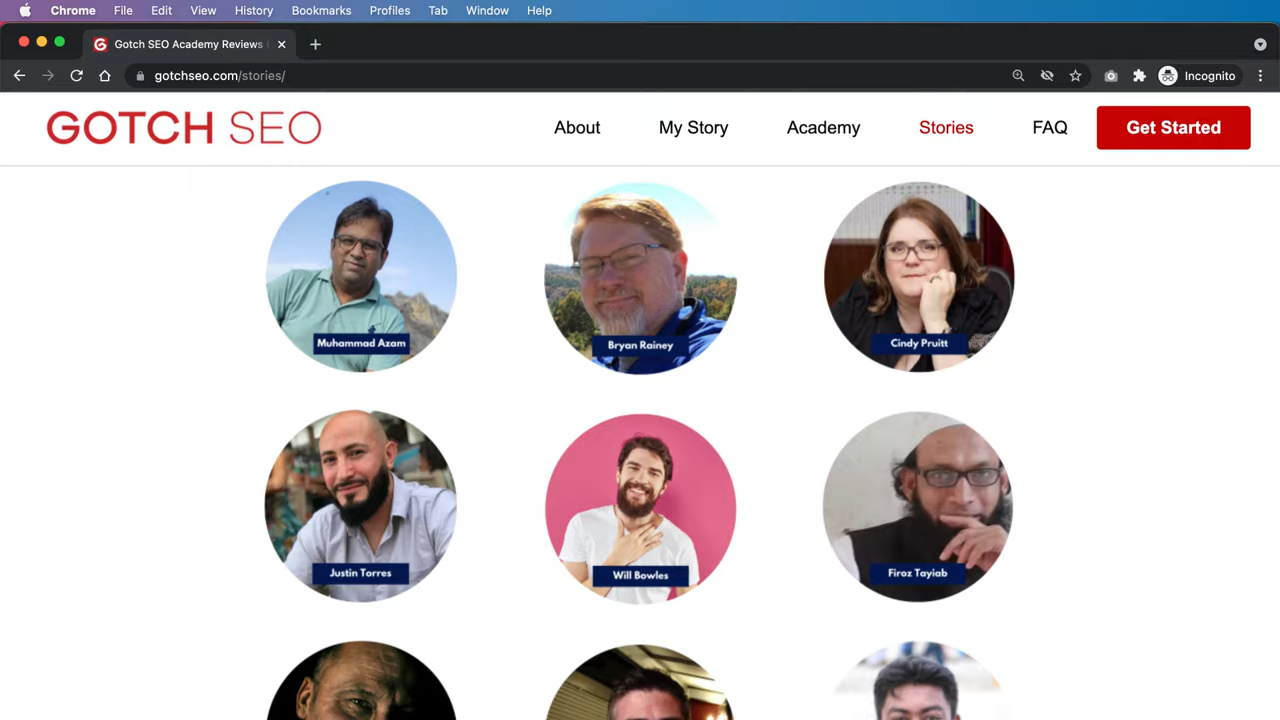 Chrome File Edit View History Bookmarks Profiles Tab Window Help
Gotch SEO Academy Reviews
gotchseo.com/stories/
Incognito
GOTCH SEO
About My Story Academy Stories FAQ Get Started
Muhammad Azam
Bryan Rainey
Cindy Pruitt
Justin Torres
Will Bowles
Firoz Tayiab